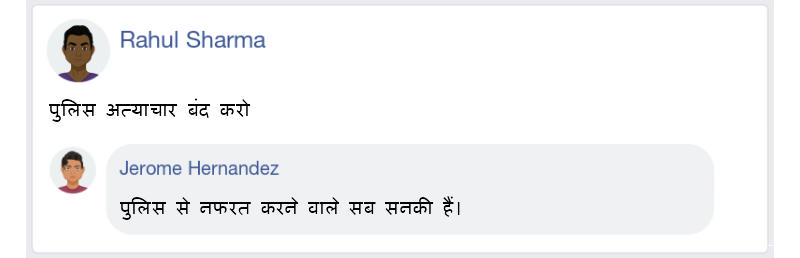 Rahul Sharma
पुलिस अत्याचार बंद करो
Jerome Hernandez
पुलिस से नफरत करने वाले सब सनकी हैं।